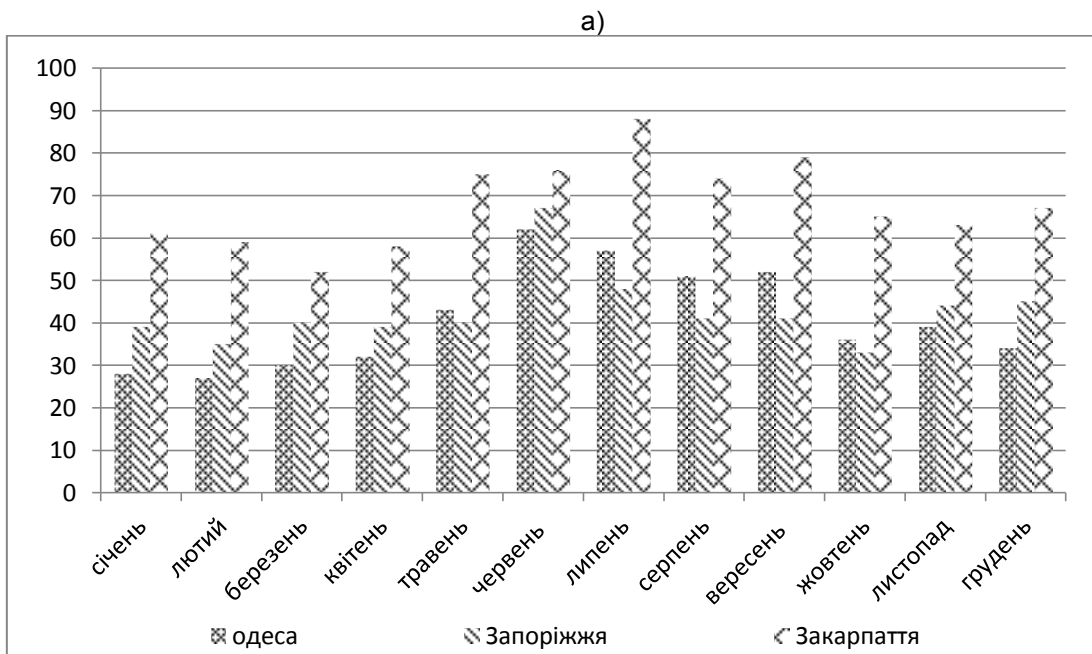 а)
100
90
80
70
60
50
40
30
20
10
0
січень
лютий
березень
квітень
травень
червень
липень
серпень
вересень
жовтень
листопад
грудень
одеса Запоріжжя Закарпаття